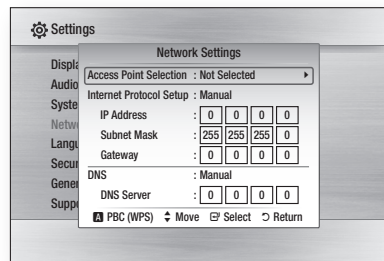 Settings
Network Settings
Displa
Audio
Syste
Netwo
Langu
Secur
Gener
Suppo
Access Point Selection : Not Selected
Internet Protocol Setup : Manual
IP Address : 0 0 0 0
Subnet Mask : 255 255 255 0
Gateway : 0 0 0 0
DNS : Manual
DNS Server : 0 0 0 0
A PBC (WPS) Move Select Return